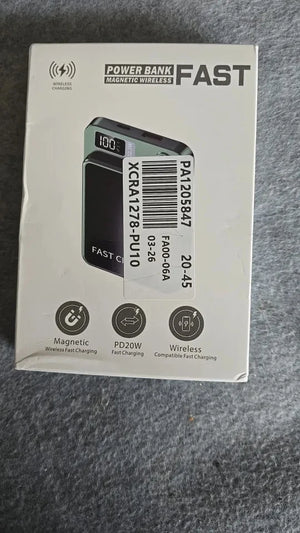 WIRELESS
CHARGING
POWER BANK
MAGNETIC WIRELESS
FAST
100
FAST
PA1205847
20-45
FA00-06A
03-26
XCRA1278-PU10
Magnetic
Wireless Fast Charging
PD20W
Fast Charging
Wireless
Compatible Fast Charging